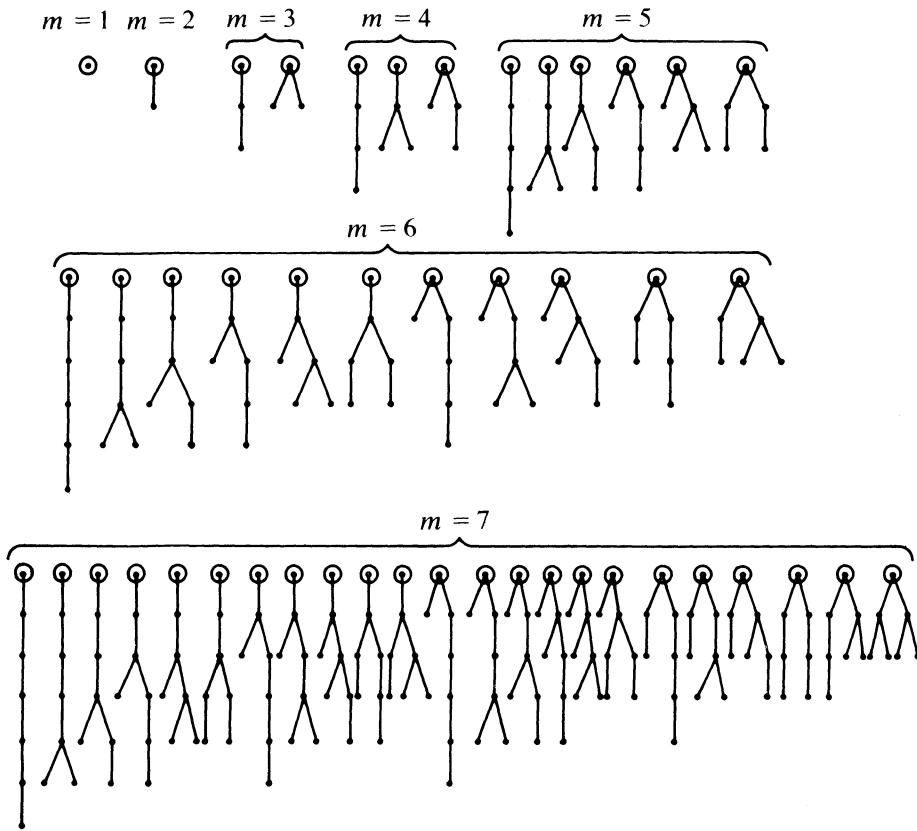 m = 1 m = 2 m = 3 m = 4 m = 5
m = 6
m = 7